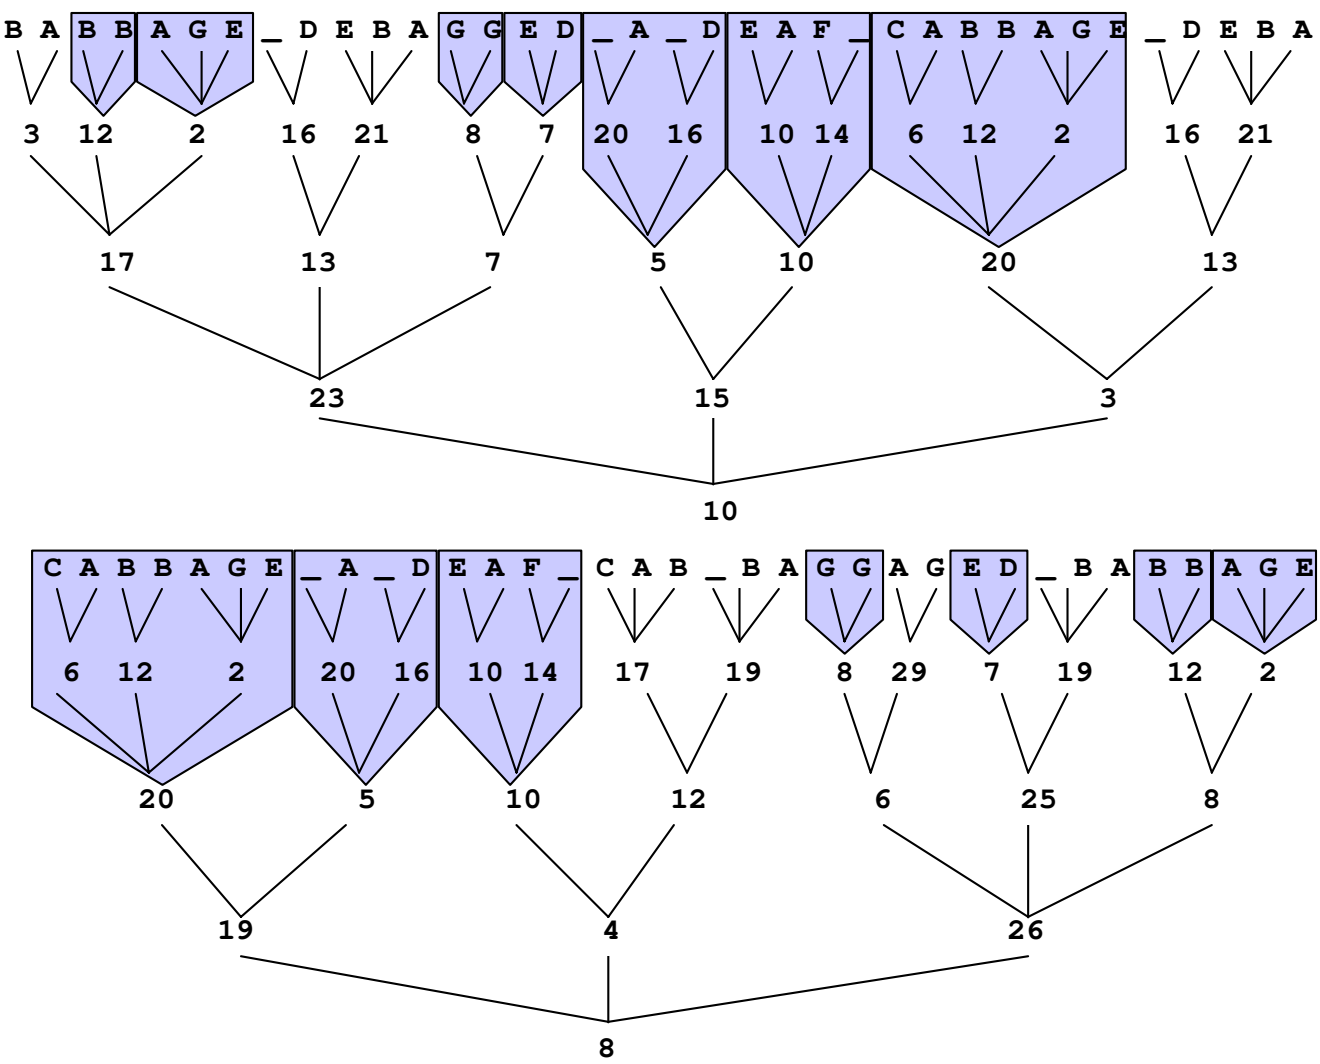 B A B B A G E _ D E B A G G E D _ A _ D E A F _ C A B B A G E _ D E B A
3 12 2 16 21 8 7 20 16 10 14 6 12 2 16 21
17 13 7 5 10 20 13
23 15 3
10
C A B B A G E _ A _ D E A F _ C A B _ B A G G A G E D _ B A B B A G E
6 12 2 20 16 10 14 17 19 8 29 7 19 12 2
20 5 10 12 6 25 8
19 4 26
8